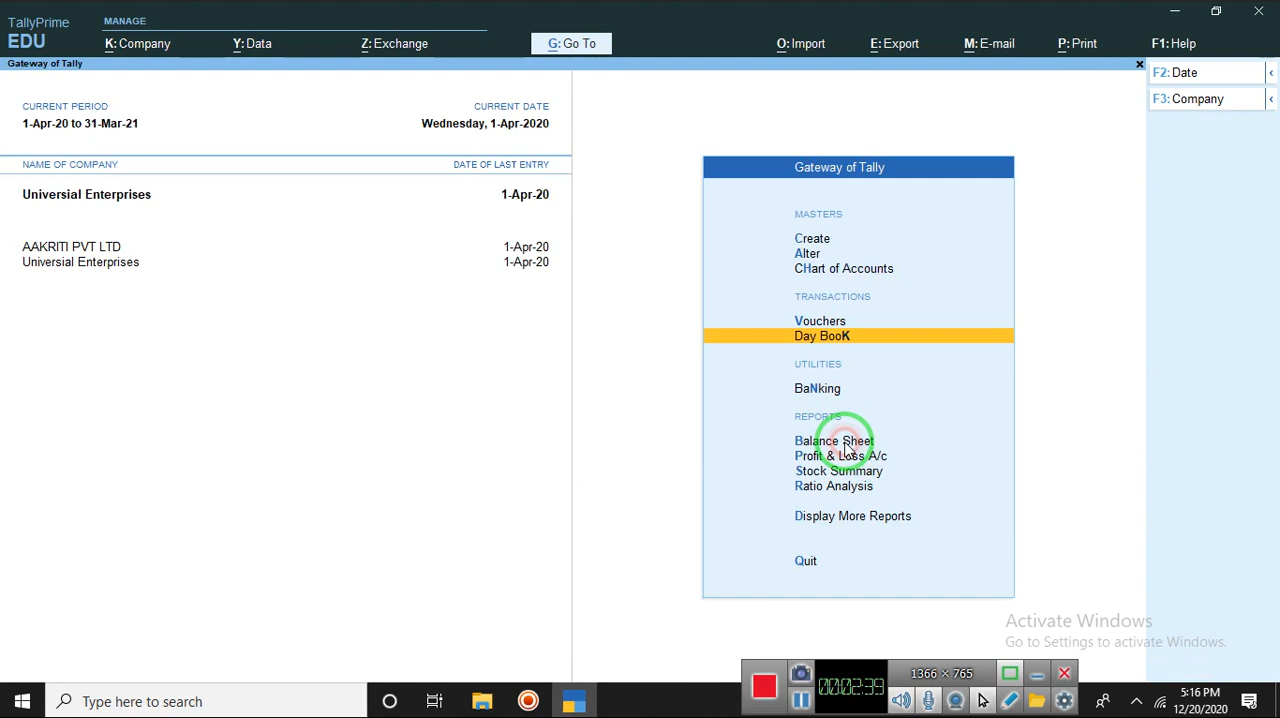 TallyPrime
EDU
MANAGE
K: Company
Y: Data
Z: Exchange
G: Go To
O: Import
E: Export
M: E-mail
P: Print
F1: Help
Gateway of Tally
F2: Date
F3: Company
CURRENT PERIOD
CURRENT DATE
1-Apr-20 to 31-Mar-21
Wednesday, 1-Apr-2020
NAME OF COMPANY
DATE OF LAST ENTRY
Universial Enterprises
1-Apr-20
AAKRITI PVT LTD
1-Apr-20
Universial Enterprises
1-Apr-20
Gateway of Tally
MASTERS
Create
Alter
CHart of Accounts
TRANSACTIONS
Vouchers
Day BooK
UTILITIES
BaNking
REPORTS
Balance Sheet
Profit & Loss A/c
Stock Summary
Ratio Analysis
Display More Reports
Quit
Activate Windows
Go to Settings to activate Windows.
00:02:39
1366 × 765
Type here to search
5:16 PM
12/20/2020